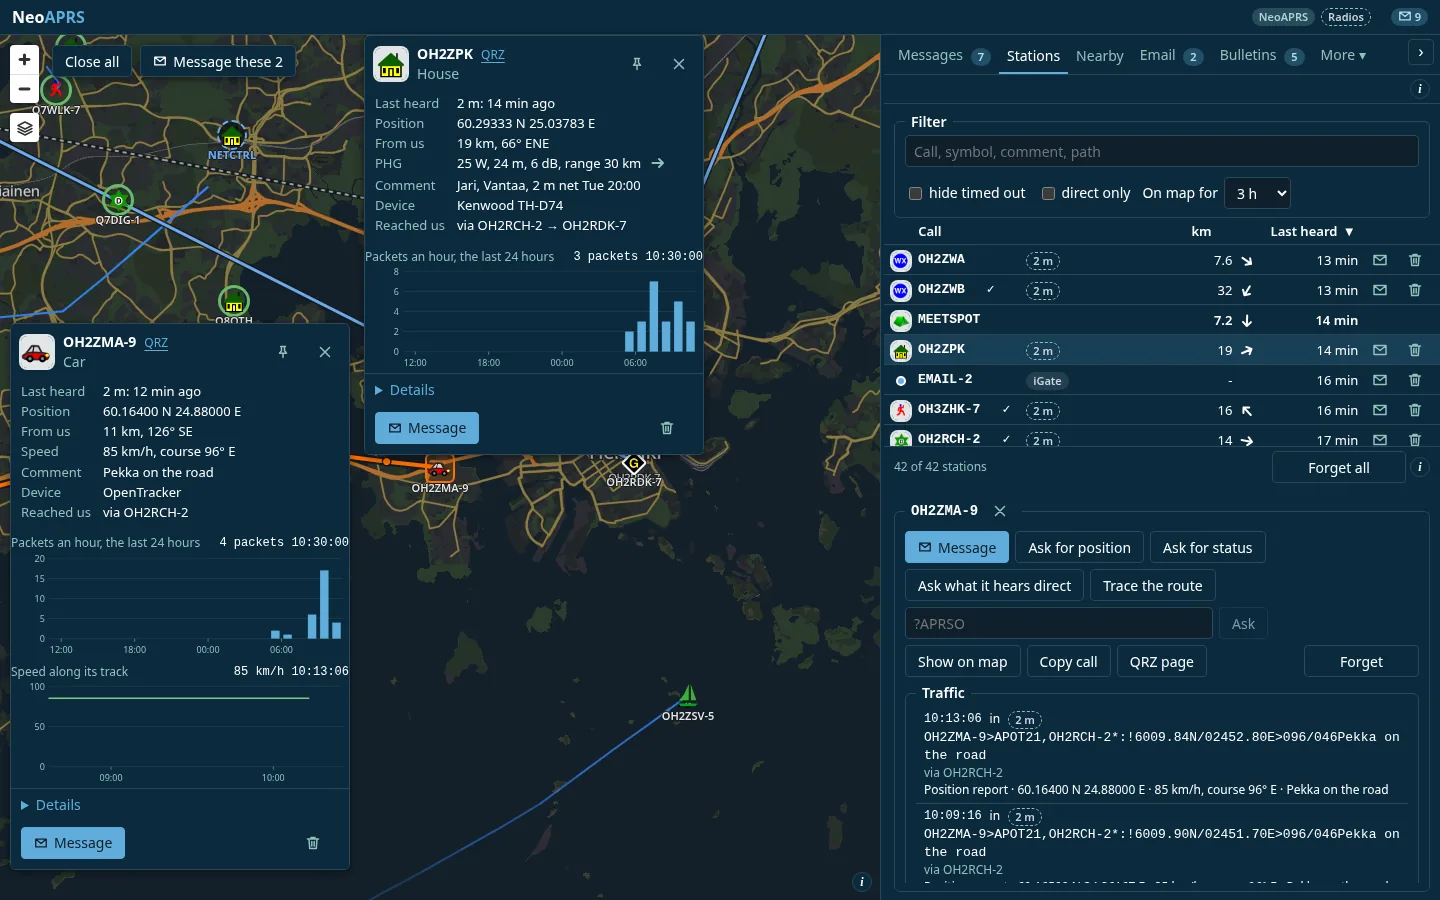 NeoAPRS
NeoAPRS Radios 9
Close all
Message these 2
Q7WLK-7
NETCTRL
iainen
Q7DIG-1
OH2ZPK QRZ
House
Last heard 2 m: 14 min ago
Position 60.29333 N 25.03783 E
From us 19 km, 66° ENE
PHG 25 W, 24 m, 6 dB, range 30 km →
Comment Jari, Vantaa, 2 m net Tue 20:00
Device Kenwood TH-D74
Reached us via OH2RCH-2 → OH2RDK-7
Packets an hour, the last 24 hours 3 packets 10:30:00
8
6
4
2
0
12:00 18:00 00:00 06:00
▶ Details
Message
OH2ZMA-9 QRZ
Car
Last heard 2 m: 12 min ago
Position 60.16400 N 24.88000 E
From us 11 km, 126° SE
Speed 85 km/h, course 96° E
Comment Pekka on the road
Device OpenTracker
Reached us via OH2RCH-2
Packets an hour, the last 24 hours 4 packets 10:30:00
20
15
10
5
0
12:00 18:00 00:00 06:00
Speed along its track 85 km/h 10:13:06
100
50
0
09:00 10:00
▶ Details
Message
OH2ZMA-9
G
OH2RDK-7
OH2ZSV-5
i
Messages 7 Stations Nearby Email 2 Bulletins 5 More ▾ ›
i
Filter
Call, symbol, comment, path
hide timed out direct only On map for 3 h
Call km Last heard ▼
WX OH2ZWA 2 m 7.6 13 min
WX OH2ZWB ✓ 2 m 32 13 min
MEETSPOT 7.2 14 min
OH2ZPK 2 m 19 14 min
EMAIL-2 iGate - 16 min
OH3ZHK-7 ✓ 2 m 16 16 min
OH2RCH-2 ✓ 2 m 14 17 min
42 of 42 stations Forget all i
OH2ZMA-9
Message Ask for position Ask for status
Ask what it hears direct Trace the route
?APRSO Ask
Show on map Copy call QRZ page Forget
Traffic
10:13:06 in 2 m
OH2ZMA-9>APOT21,OH2RCH-2*:!6009.84N/02452.80E>096/046Pekka on
the road
via OH2RCH-2
Position report · 60.16400 N 24.88000 E · 85 km/h, course 96° E · Pekka on the road
10:09:16 in 2 m
OH2ZMA-9>APOT21,OH2RCH-2*:!6009.90N/02451.70E>096/046Pekka on
the road
via OH2RCH-2